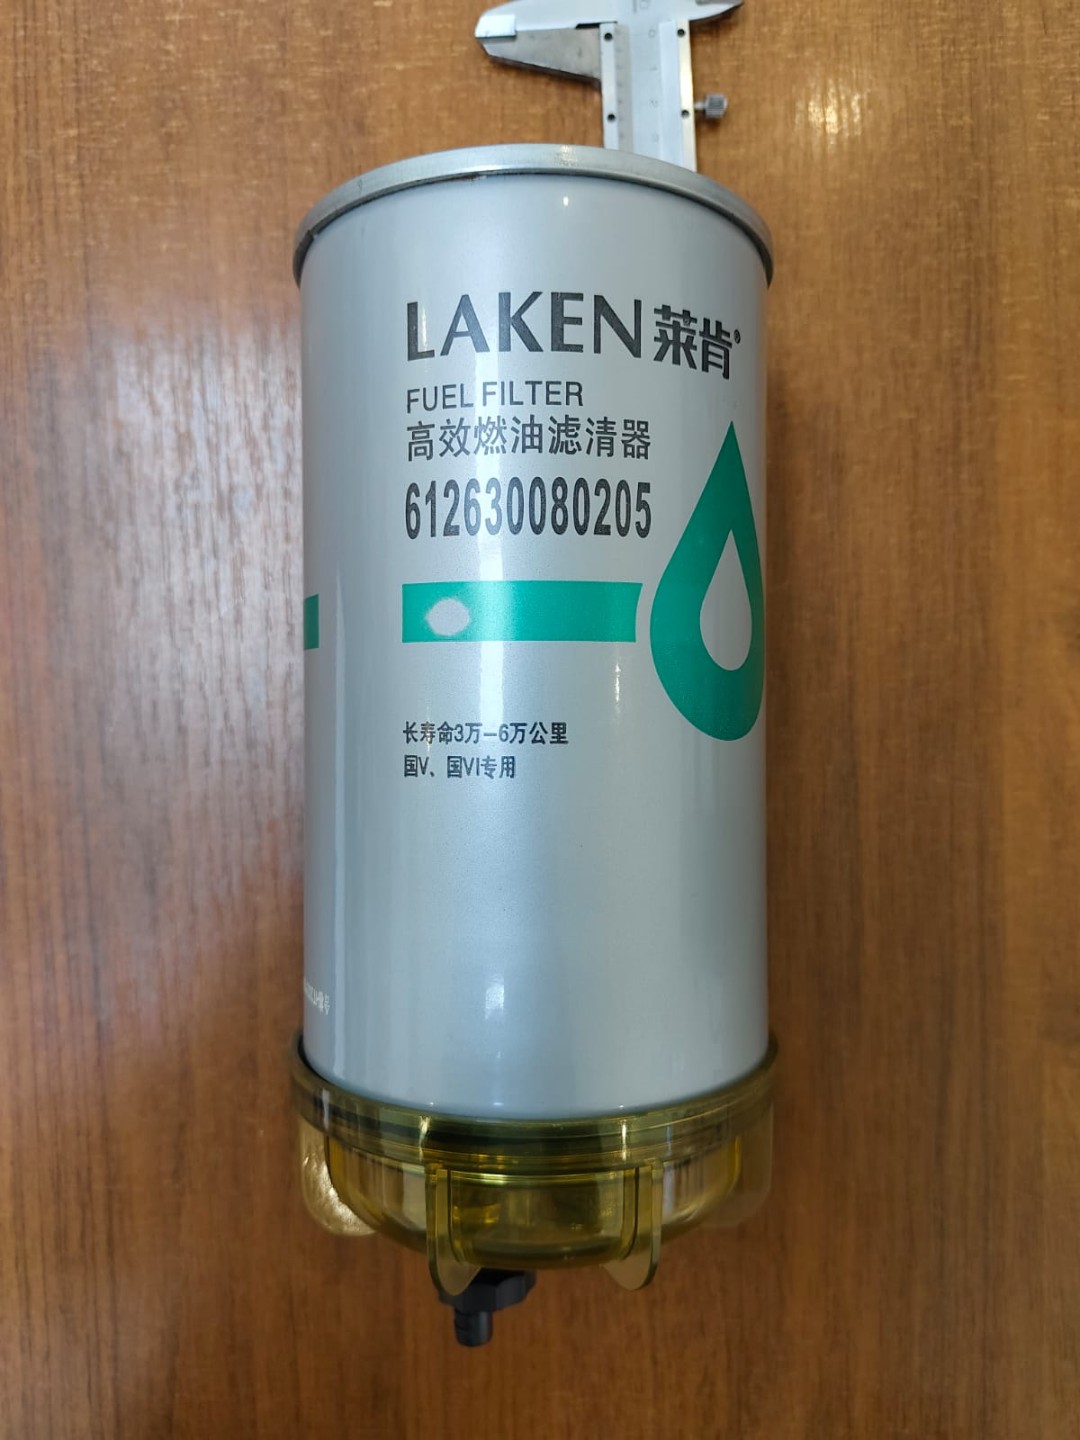 LAKEN莱肯®
FUEL FILTER
高效燃油滤清器
612630080205
长寿命3万-6万公里
国V、国VI专用